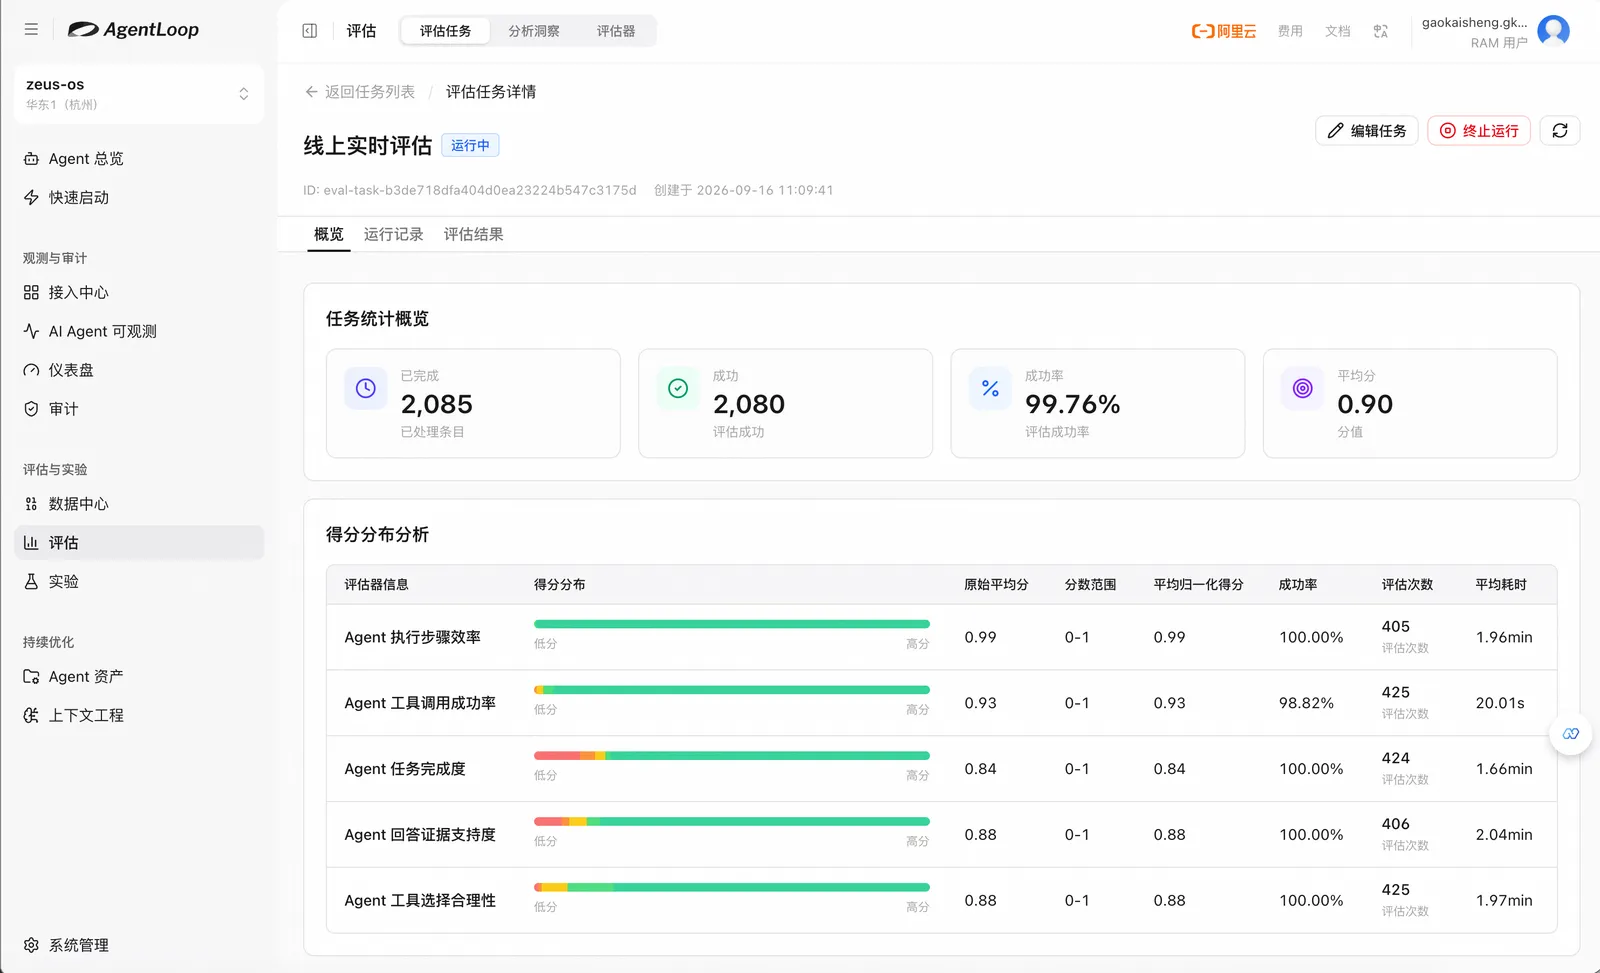 AgentLoop
zeus-os
华东1（杭州）
Agent 总览
快速启动
观测与审计
接入中心
AI Agent 可观测
仪表盘
审计
评估与实验
数据中心
评估
实验
持续优化
Agent 资产
上下文工程
系统管理
评估
评估任务
分析洞察
评估器
阿里云
费用
文档
gaokaisheng.gk...
RAM 用户
返回任务列表 / 评估任务详情
线上实时评估 运行中
编辑任务
终止运行
ID: eval-task-b3de718dfa404d0ea23224b547c3175d 创建于 2026-09-16 11:09:41
概览 运行记录 评估结果
任务统计概览
已完成
2,085
已处理条目
成功
2,080
评估成功
成功率
99.76%
评估成功率
平均分
0.90
分值
得分分布分析
评估器信息 得分分布 原始平均分 分数范围 平均归一化得分 成功率 评估次数 平均耗时
Agent 执行步骤效率 低分 高分 0.99 0-1 0.99 100.00% 405 评估次数 1.96min
Agent 工具调用成功率 低分 高分 0.93 0-1 0.93 98.82% 425 评估次数 20.01s
Agent 任务完成度 低分 高分 0.84 0-1 0.84 100.00% 424 评估次数 1.66min
Agent 回答证据支持度 低分 高分 0.88 0-1 0.88 100.00% 406 评估次数 2.04min
Agent 工具选择合理性 低分 高分 0.88 0-1 0.88 100.00% 425 评估次数 1.97min